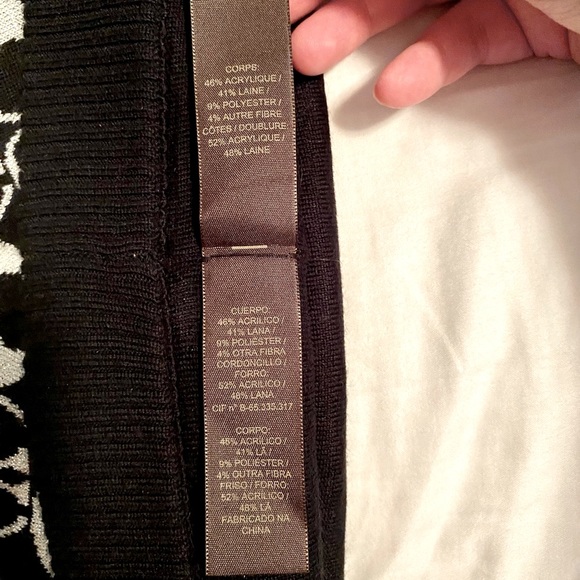 CORPS:
46% ACRYLIQUE /
41% LAINE /
9% POLYESTER /
4% AUTRE FIBRE
CÔTES / DOUBLURE:
52% ACRYLIQUE /
48% LAINE
CUERPO:
46% ACRILICO /
41% LANA /
9% POLIÉSTER /
4% OTRA FIBRA
CORDONCILLO /
FORRO:
52% ACRILICO /
48% LANA
CIF nº B-65.335.317
CORPO:
46% ACRÍLICO /
41% LÃ /
9% POLIÉSTER /
4% OUTRA FIBRA
FRISO / FORRO:
52% ACRÍLICO /
48% LÃ
FABRICADO NA
CHINA